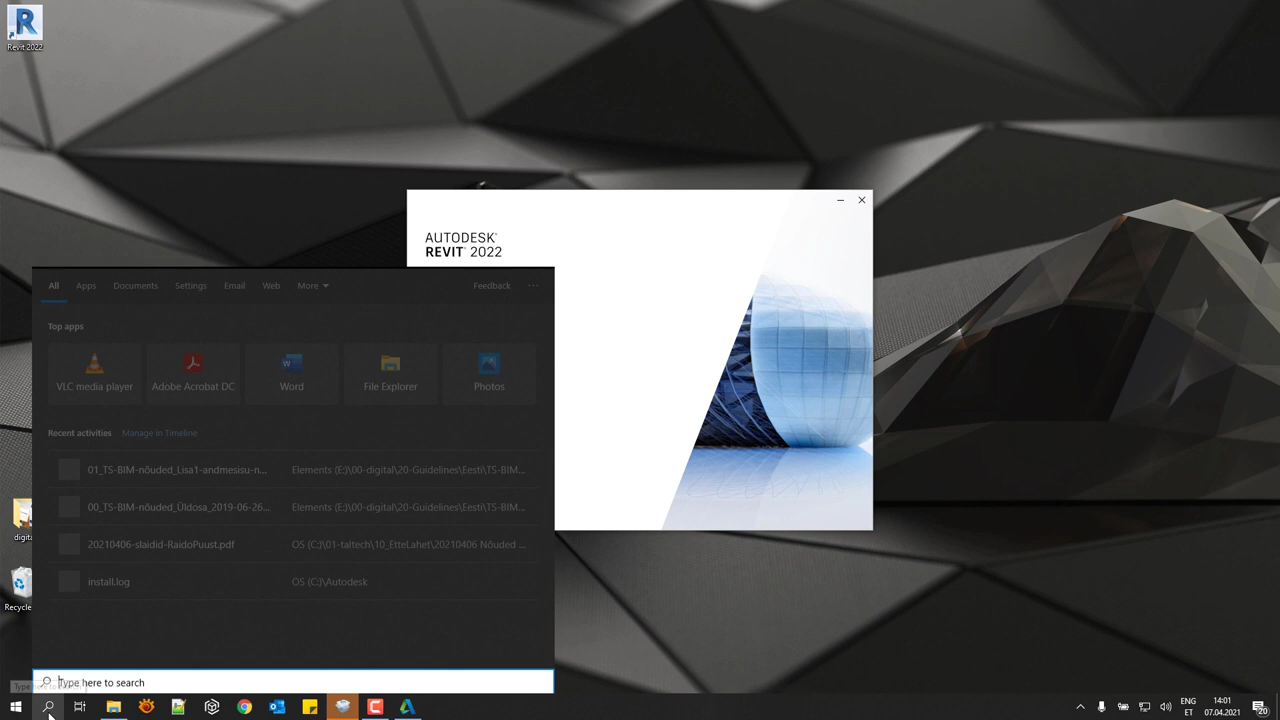 Revit 2022
AUTODESK®
REVIT® 2022
All Apps Documents Settings Email Web More Feedback ...
Top apps
VLC media player Adobe Acrobat DC Word File Explorer Photos
Recent activities Manage in Timeline
01_TS-BIM-nõuded_Lisa1-andmesisu-n... Elements (E:)\00-digital\20-Guidelines\Eesti\TS-BIM...
00_TS-BIM-nõuded_Üldosa_2019-06-26... Elements (E:)\00-digital\20-Guidelines\Eesti\TS-BIM...
20210406-slaidid-RaidoPuust.pdf OS (C:)\01-taltech\10_EtteLahet\20210406 Nõuded ...
install.log OS (C:)\Autodesk
digit
Recycle
Type here to search
ENG 14:01
ET 07.04.2021
20